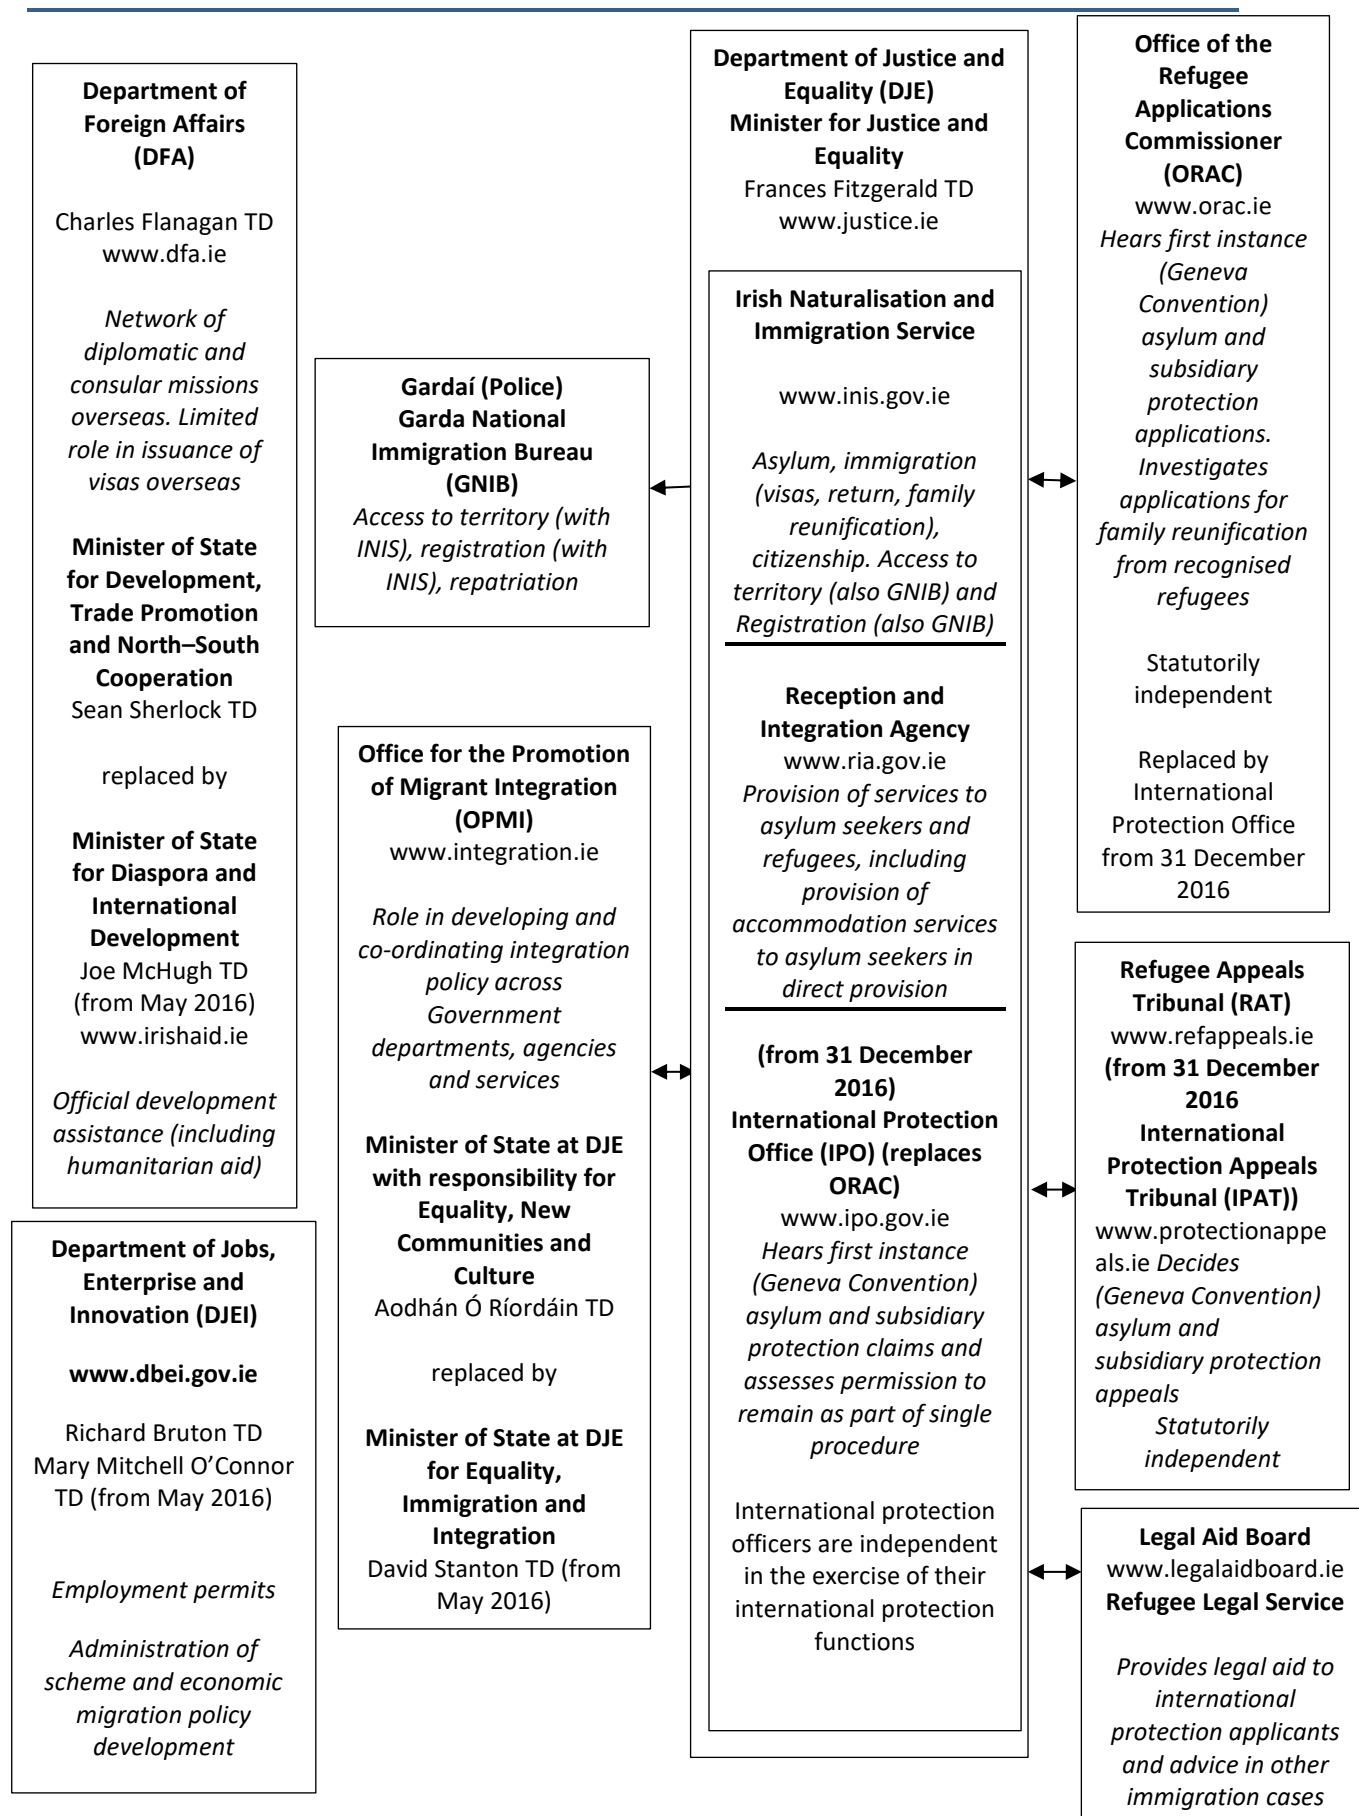 Department of
Foreign Affairs
(DFA)
Charles Flanagan TD
www.dfa.ie
Network of
diplomatic and
consular missions
overseas. Limited
role in issuance of
visas overseas
Minister of State
for Development,
Trade Promotion
and North–South
Cooperation
Sean Sherlock TD
replaced by
Minister of State
for Diaspora and
International
Development
Joe McHugh TD
(from May 2016)
www.irishaid.ie
Official development
assistance (including
humanitarian aid)
Department of Jobs,
Enterprise and
Innovation (DJEI)
www.dbei.gov.ie
Richard Bruton TD
Mary Mitchell O’Connor
TD (from May 2016)
Employment permits
Administration of
scheme and economic
migration policy
development
Gardaí (Police)
Garda National
Immigration Bureau
(GNIB)
Access to territory (with
INIS), registration (with
INIS), repatriation
Office for the Promotion
of Migrant Integration
(OPMI)
www.integration.ie
Role in developing and
co-ordinating integration
policy across
Government
departments, agencies
and services
Minister of State at DJE
with responsibility for
Equality, New
Communities and
Culture
Aodhán Ó Ríordáin TD
replaced by
Minister of State at DJE
for Equality,
Immigration and
Integration
David Stanton TD (from
May 2016)
Department of Justice and
Equality (DJE)
Minister for Justice and
Equality
Frances Fitzgerald TD
www.justice.ie
Irish Naturalisation and
Immigration Service
www.inis.gov.ie
Asylum, immigration
(visas, return, family
reunification),
citizenship. Access to
territory (also GNIB) and
Registration (also GNIB)
Reception and
Integration Agency
www.ria.gov.ie
Provision of services to
asylum seekers and
refugees, including
provision of
accommodation services
to asylum seekers in
direct provision
(from 31 December
2016)
International Protection
Office (IPO) (replaces
ORAC)
www.ipo.gov.ie
Hears first instance
(Geneva Convention)
asylum and subsidiary
protection claims and
assesses permission to
remain as part of single
procedure
International protection
officers are independent
in the exercise of their
international protection
functions
Office of the
Refugee
Applications
Commissioner
(ORAC)
www.orac.ie
Hears first instance
(Geneva
Convention)
asylum and
subsidiary
protection
applications.
Investigates
applications for
family reunification
from recognised
refugees
Statutorily
independent
Replaced by
International
Protection Office
from 31 December
2016
Refugee Appeals
Tribunal (RAT)
www.refappeals.ie
(from 31 December
2016
International
Protection Appeals
Tribunal (IPAT))
www.protectionappe
als.ie Decides
(Geneva Convention)
asylum and
subsidiary protection
appeals
Statutorily
independent
Legal Aid Board
www.legalaidboard.ie
Refugee Legal Service
Provides legal aid to
international
protection applicants
and advice in other
immigration cases